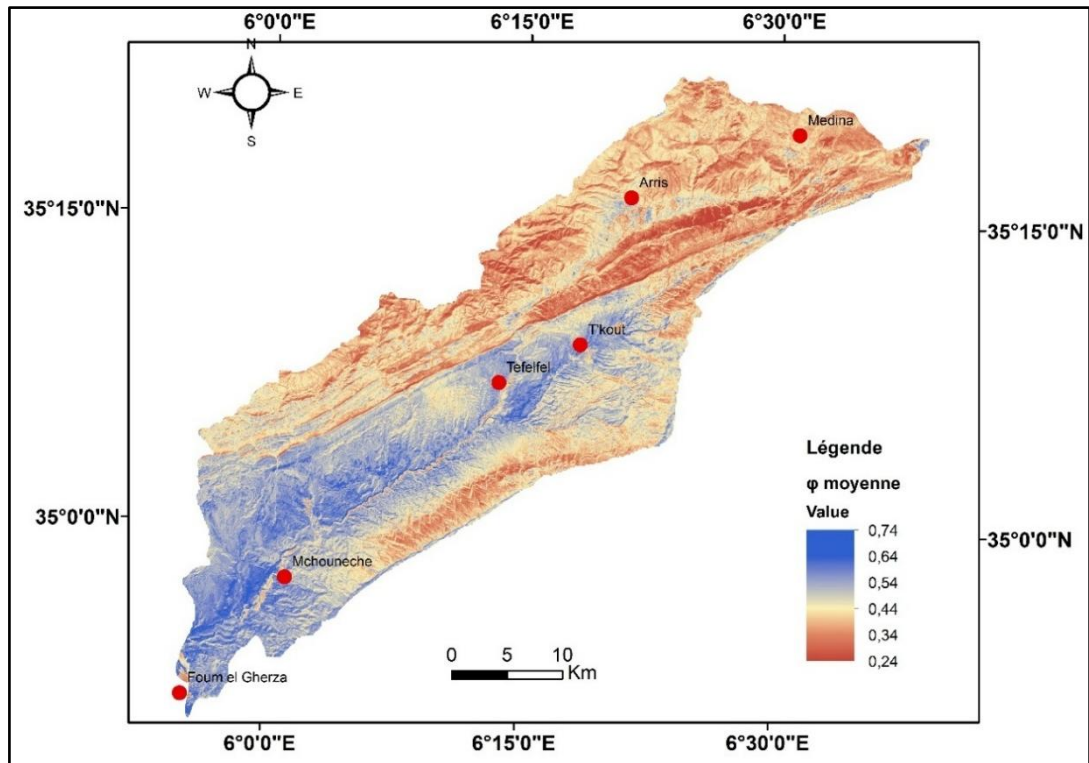 6°0'0"E 6°15'0"E 6°30'0"E
N
W E
S
Medina
Arris
35°15'0"N
35°15'0"N
T'kout
Tefelfel
Légende
φ moyenne
Value
35°0'0"N
0,74
35°0'0"N
0,64
0,54
Mchouneche
0,44
0,34
0 5 10
Km
0,24
Foum el Gherza
6°0'0"E 6°15'0"E 6°30'0"E